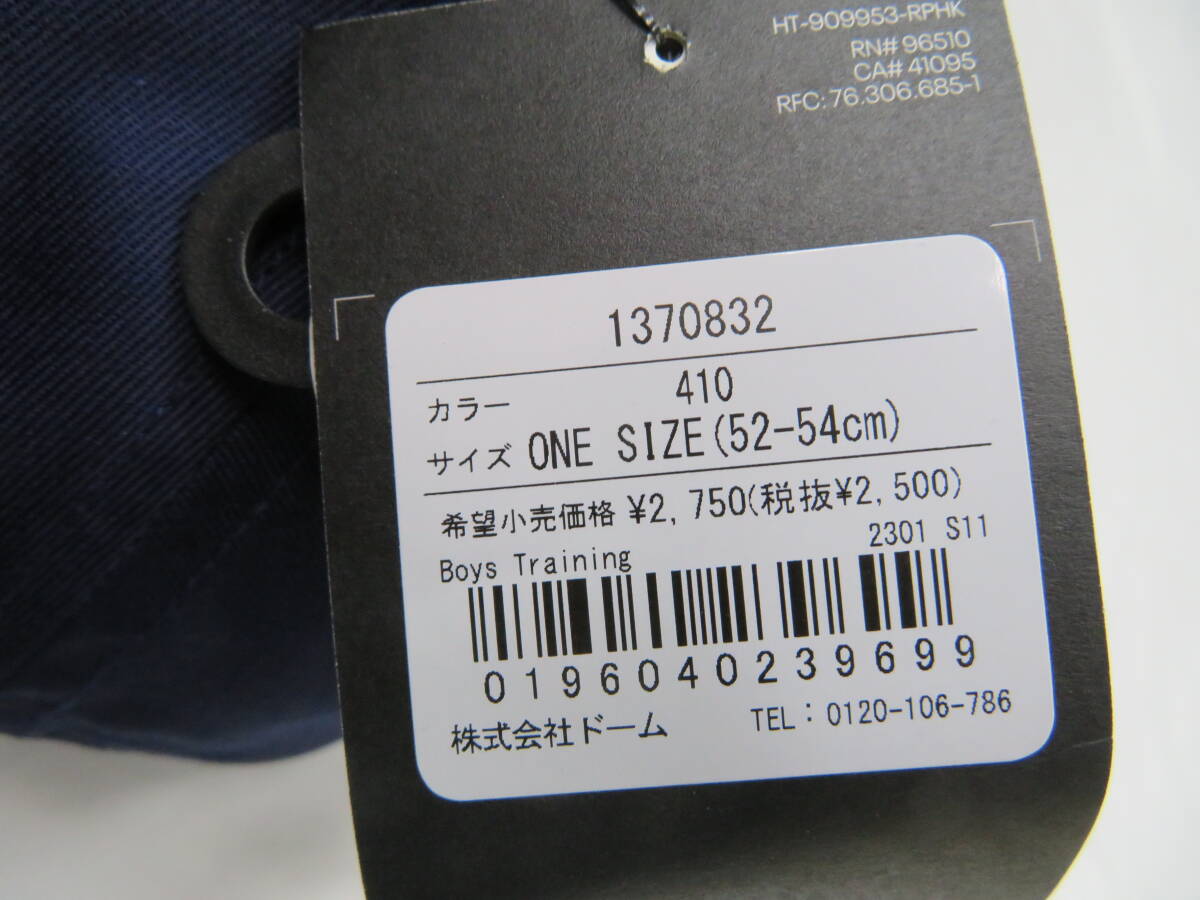 HT-909953-RPHK
RN# 96510
CA# 41095
RFC: 76.306.685-1
1370832
カラー 410
サイズ ONE SIZE(52-54cm)
希望小売価格 ¥2,750(税抜¥2,500)
Boys Training 2301 S11
0196040239699
株式会社ドーム TEL：0120-106-786